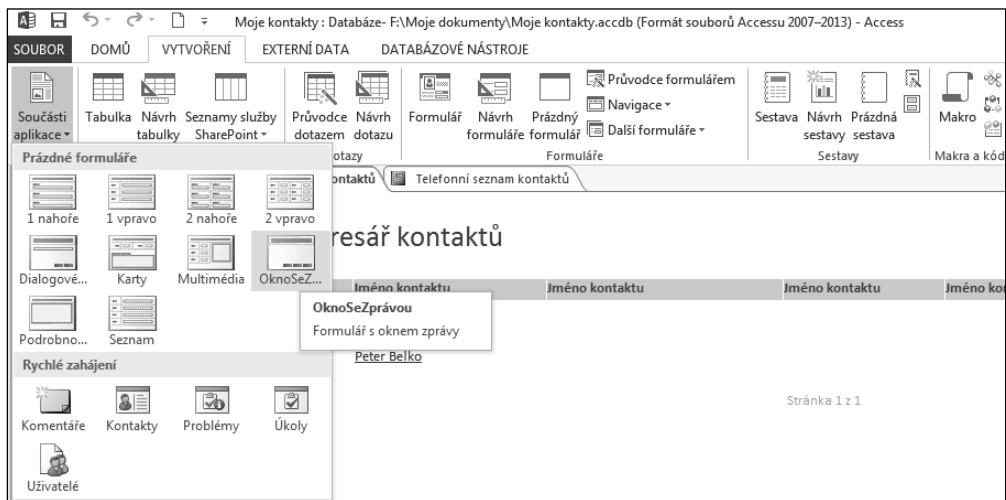 Moje kontakty : Databáze- F:\Moje dokumenty\Moje kontakty.accdb (Formát souborů Accessu 2007–2013) - Access
SOUBOR DOMŮ VYTVOŘENÍ EXTERNÍ DATA DATABÁZOVÉ NÁSTROJE
Součásti aplikace
Tabulka
Návrh tabulky
Seznamy služby SharePoint
Průvodce dotazem
Návrh dotazu
Formulář
Návrh formuláře
Prázdný formulář
Průvodce formulářem
Navigace
Další formuláře
Sestava
Návrh sestavy
Prázdná sestava
Makro
otazy
Formuláře
Sestavy
Makra a kód
Prázdné formuláře
1 nahoře 1 vpravo 2 nahoře 2 vpravo
Dialogové... Karty Multimédia OknoSeZ...
Podrobno... Seznam
OknoSeZprávou
Formulář s oknem zprávy
Rychlé zahájení
Komentáře Kontakty Problémy Úkoly
Uživatelé
ontaktů Telefonní seznam kontaktů
resář kontaktů
Jméno kontaktu Jméno kontaktu Jméno kontaktu Jméno kon
Peter Belko
Stránka 1 z 1